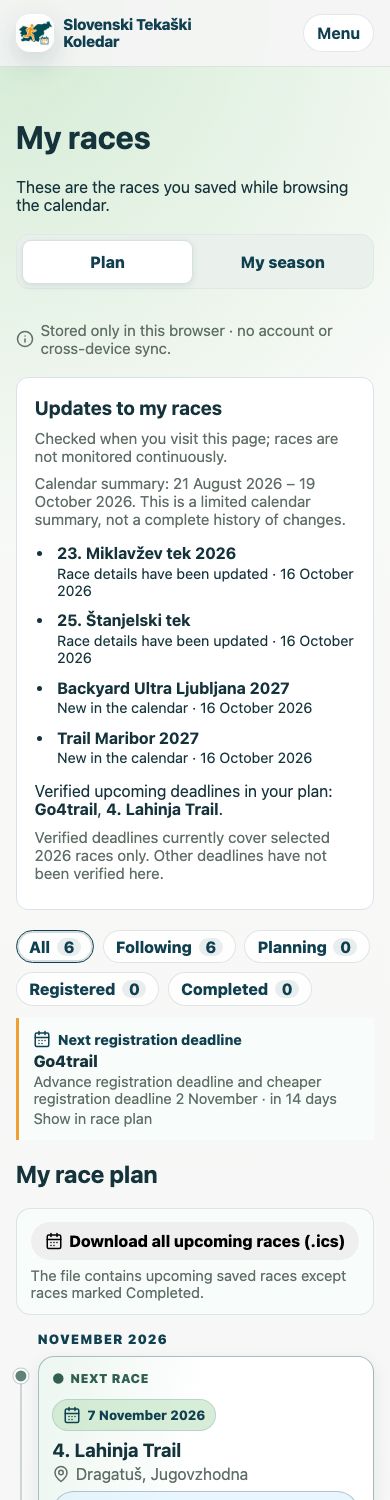 Slovenski Tekaški
Koledar
Menu
My races
These are the races you saved while browsing
the calendar.
Plan
My season
Stored only in this browser · no account or
cross-device sync.
Updates to my races
Checked when you visit this page; races are
not monitored continuously.
Calendar summary: 21 August 2026 – 19
October 2026. This is a limited calendar
summary, not a complete history of changes.
• 23. Miklavžev tek 2026
Race details have been updated · 16 October
2026
• 25. Štanjelski tek
Race details have been updated · 16 October
2026
• Backyard Ultra Ljubljana 2027
New in the calendar · 16 October 2026
• Trail Maribor 2027
New in the calendar · 16 October 2026
Verified upcoming deadlines in your plan:
Go4trail, 4. Lahinja Trail.
Verified deadlines currently cover selected
2026 races only. Other deadlines have not
been verified here.
All 6
Following 6
Planning 0
Registered 0
Completed 0
Next registration deadline
Go4trail
Advance registration deadline and cheaper
registration deadline 2 November · in 14 days
Show in race plan
My race plan
Download all upcoming races (.ics)
The file contains upcoming saved races except
races marked Completed.
NOVEMBER 2026
NEXT RACE
7 November 2026
4. Lahinja Trail
Dragatuš, Jugovzhodna